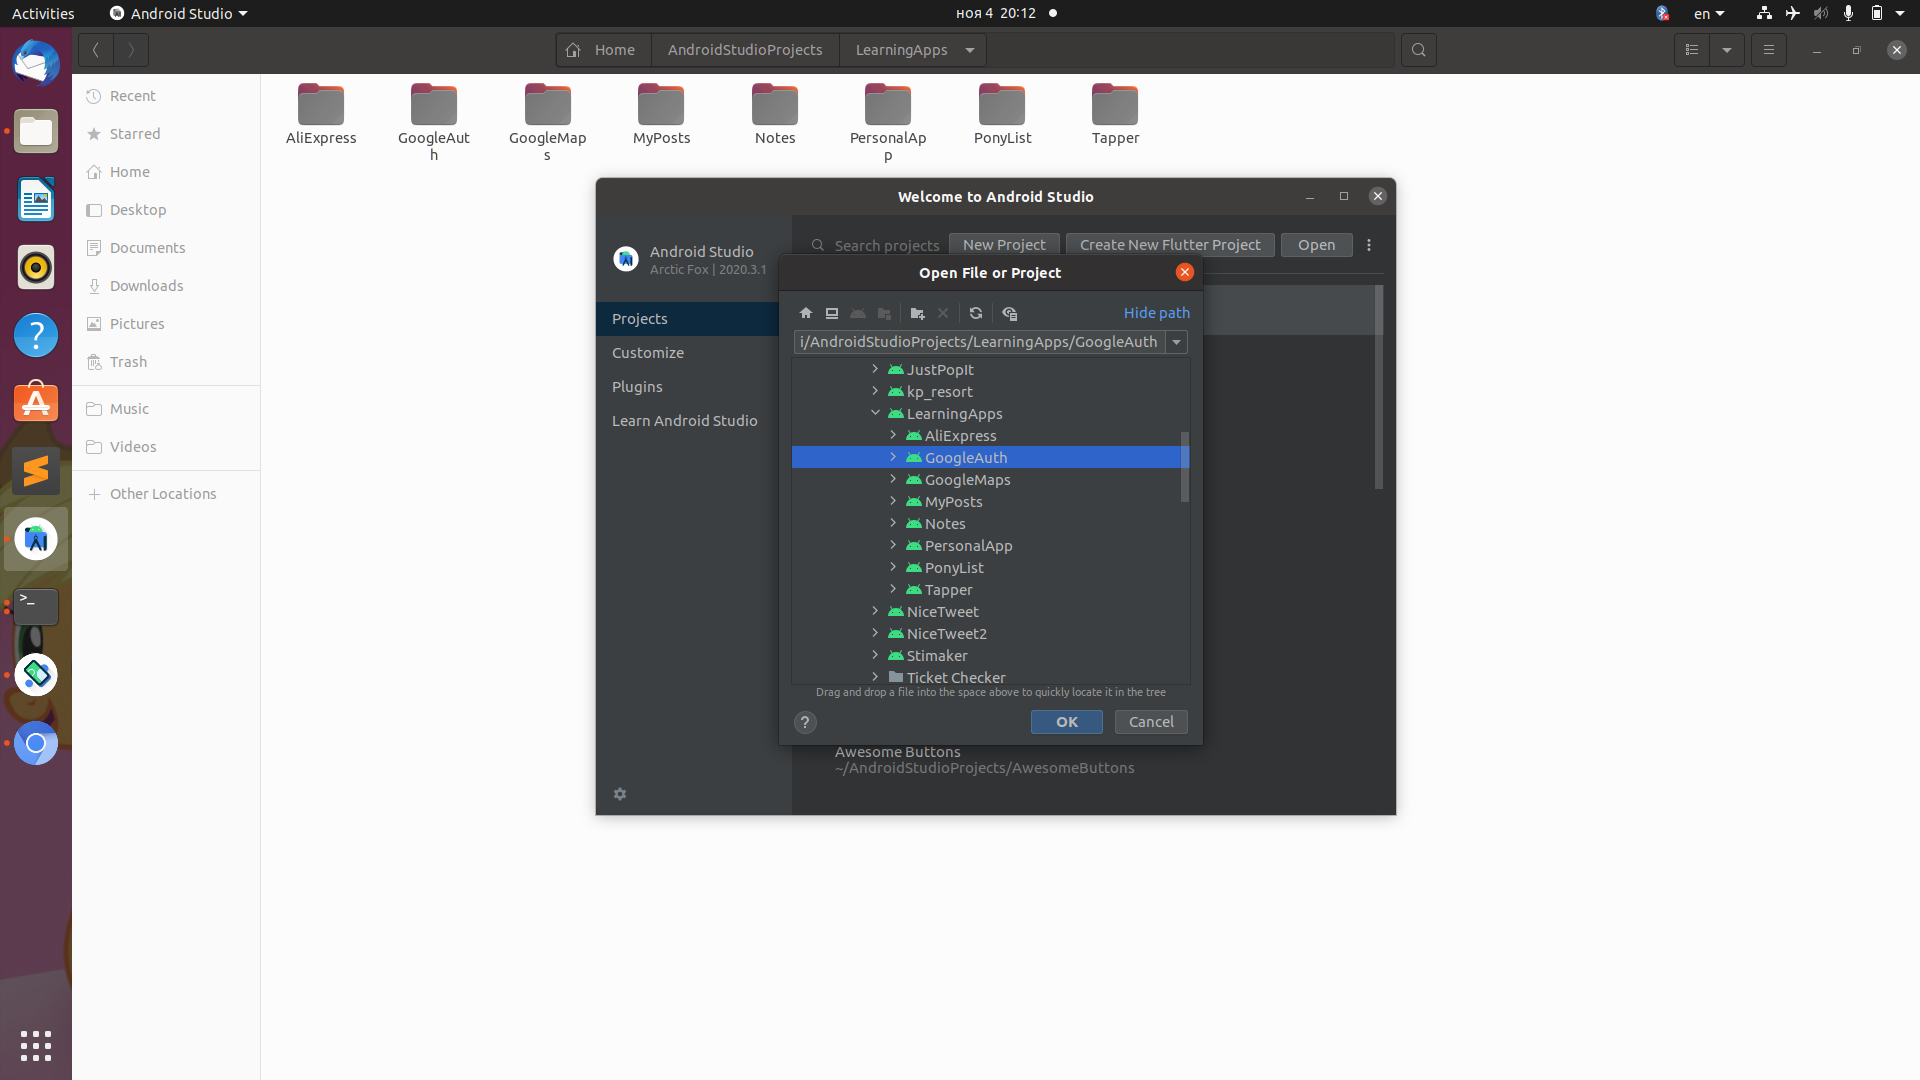 Activities
Android Studio
ноя 4 20:12
en
Home
AndroidStudioProjects
LearningApps
Recent
Starred
Home
Desktop
Documents
Downloads
Pictures
Trash
Music
Videos
Other Locations
AliExpress
GoogleAut
h
GoogleMap
s
MyPosts
Notes
PersonalAp
p
PonyList
Tapper
Welcome to Android Studio
Android Studio
Arctic Fox | 2020.3.1
Projects
Customize
Plugins
Learn Android Studio
Search projects
New Project
Create New Flutter Project
Open
Open File or Project
Hide path
i/AndroidStudioProjects/LearningApps/GoogleAuth
JustPopIt
kp_resort
LearningApps
AliExpress
GoogleAuth
GoogleMaps
MyPosts
Notes
PersonalApp
PonyList
Tapper
NiceTweet
NiceTweet2
Stimaker
Ticket Checker
Drag and drop a file into the space above to quickly locate it in the tree
?
OK
Cancel
Awesome Buttons
~/AndroidStudioProjects/AwesomeButtons